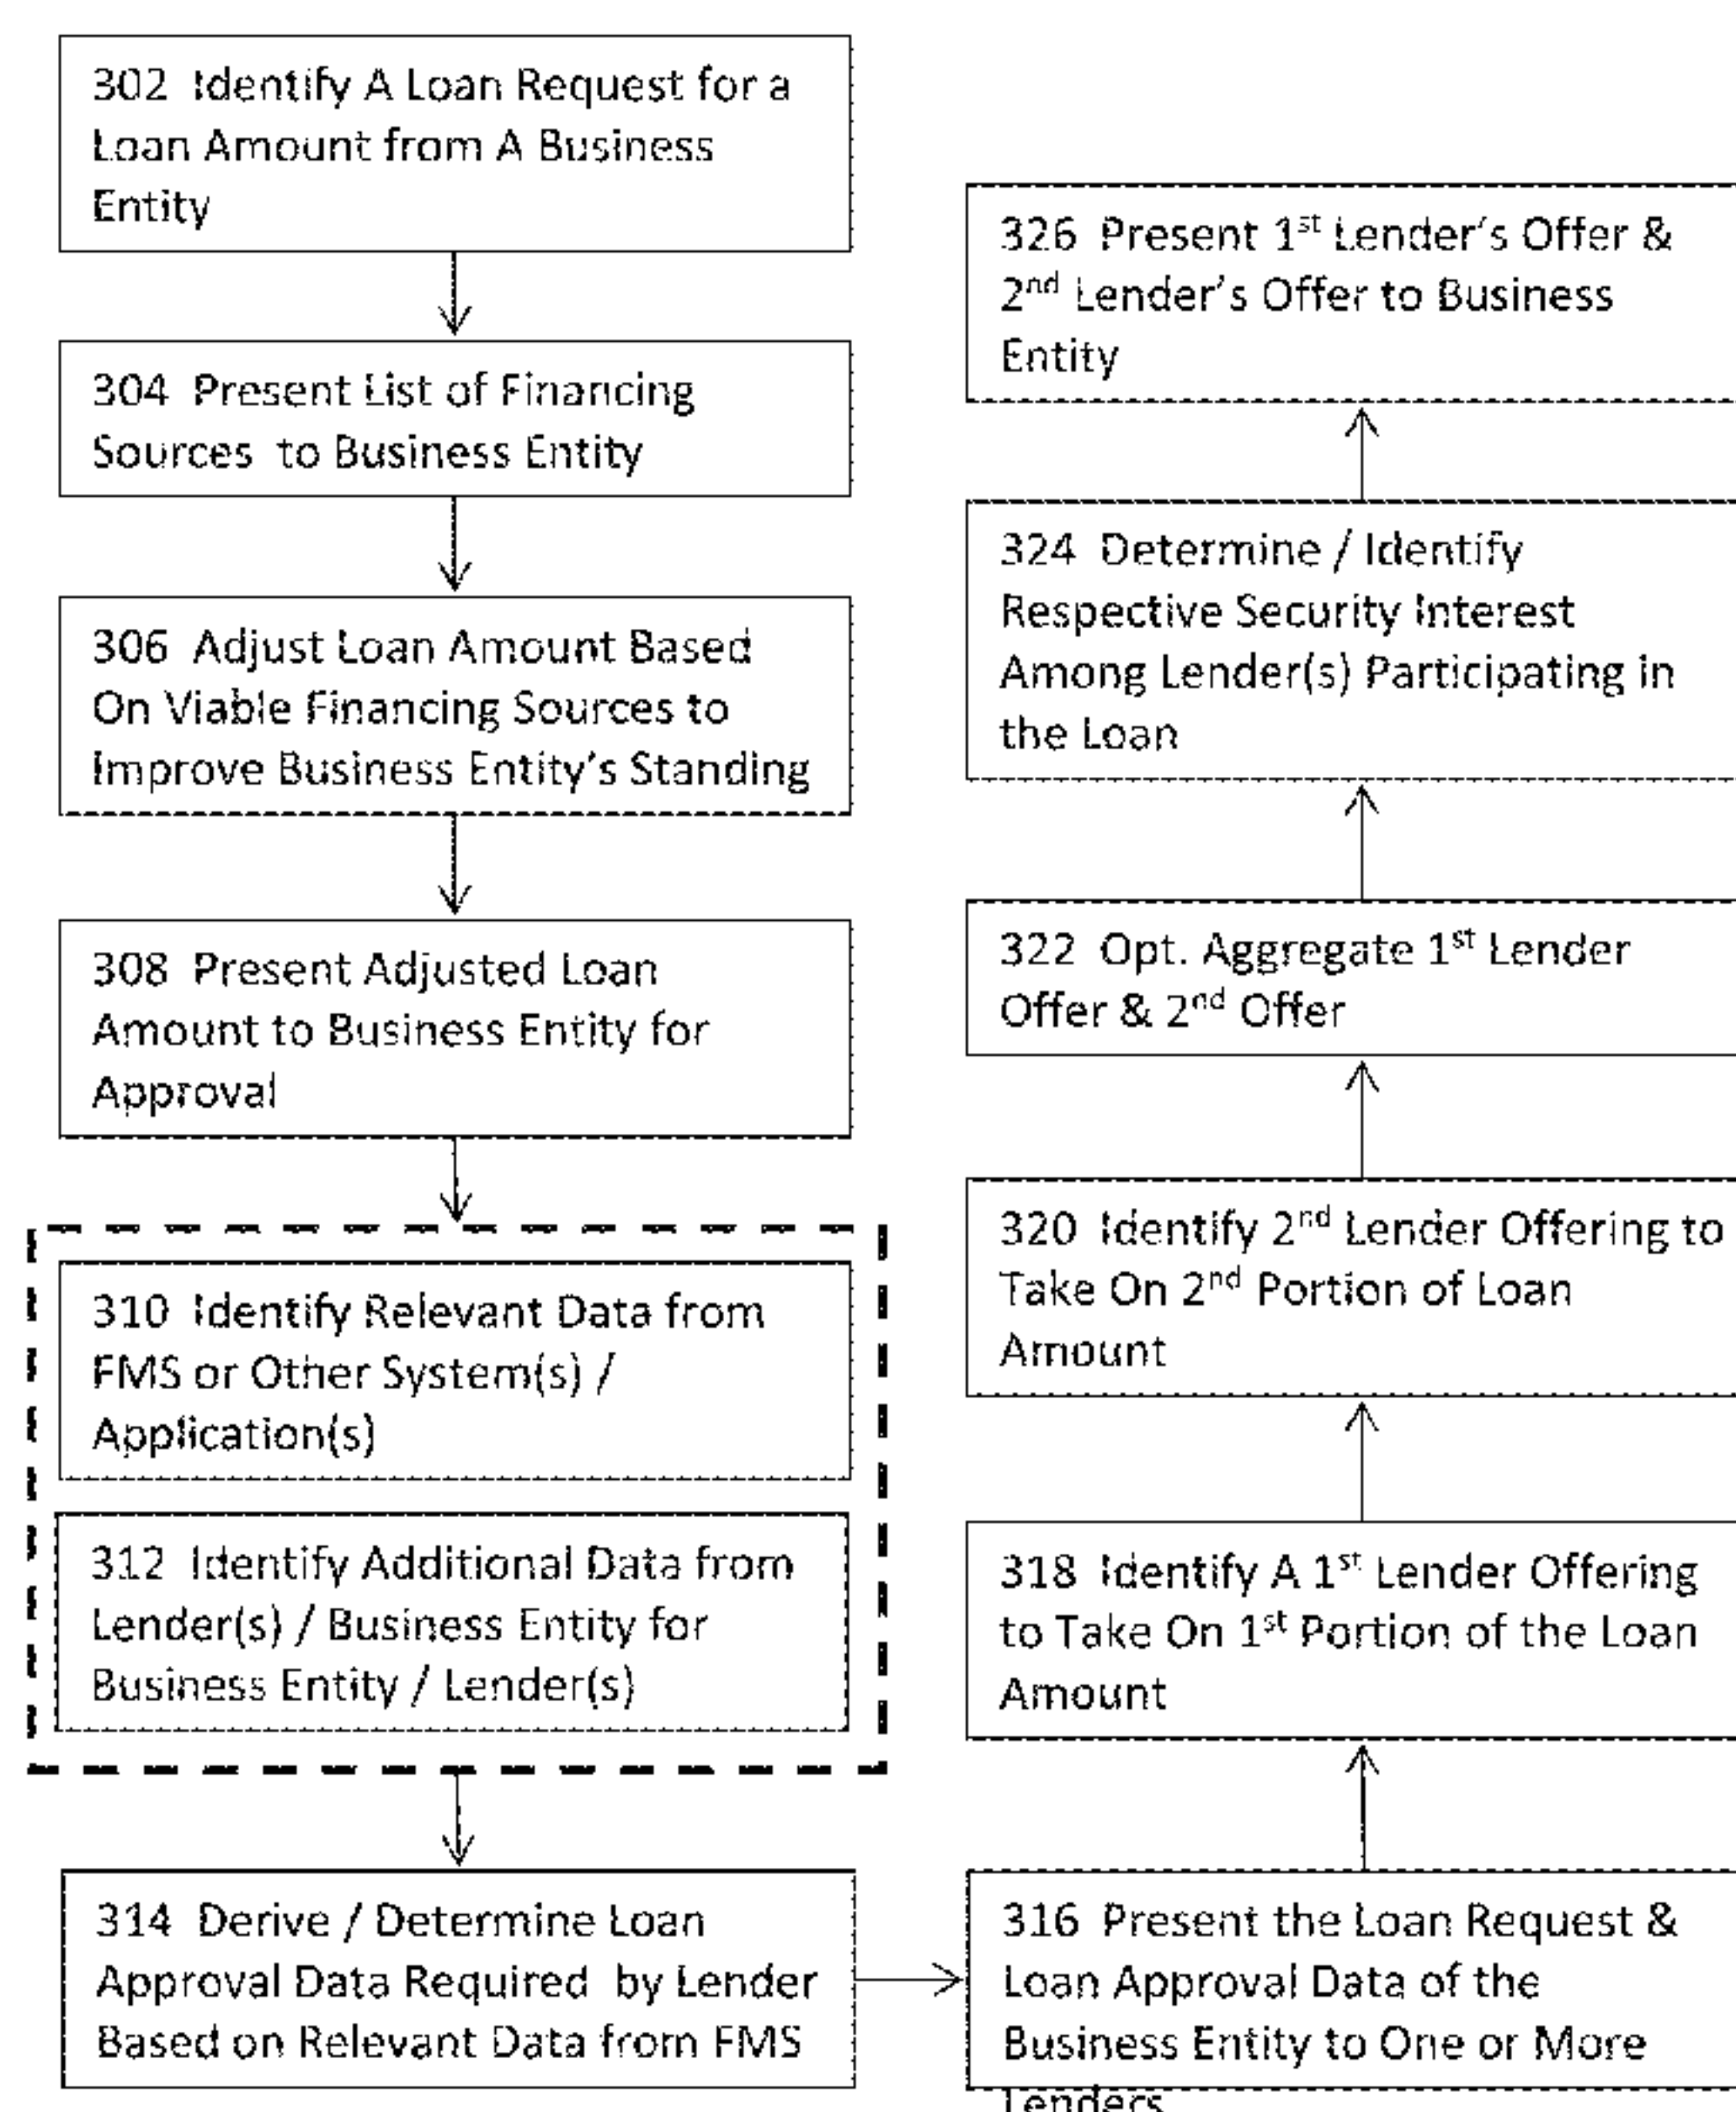 302 Identify A Loan Request for a
Loan Amount from A Business
Entity
304 Present List of Financing
Sources to Business Entity
306 Adjust Loan Amount Based
On Viable Financing Sources to
Improve Business Entity's Standing
308 Present Adjusted Loan
Amount to Business Entity for
Approval
310 Identify Relevant Data from
FMS or Other System(s) /
Application(s)
312 Identify Additional Data from
Lender(s) / Business Entity for
Business Entity / Lender(s)
314 Derive / Determine Loan
Approval Data Required by Lender
Based on Relevant Data from FMS
316 Present the Loan Request &
Loan Approval Data of the
Business Entity to One or More
Lenders
318 Identify A 1st Lender Offering
to Take On 1st Portion of the Loan
Amount
320 Identify 2nd Lender Offering to
Take On 2nd Portion of Loan
Amount
322 Opt. Aggregate 1st Lender
Offer & 2nd Offer
324 Determine / Identify
Respective Security Interest
Among Lender(s) Participating in
the Loan
326 Present 1st Lender's Offer &
2nd Lender's Offer to Business
Entity